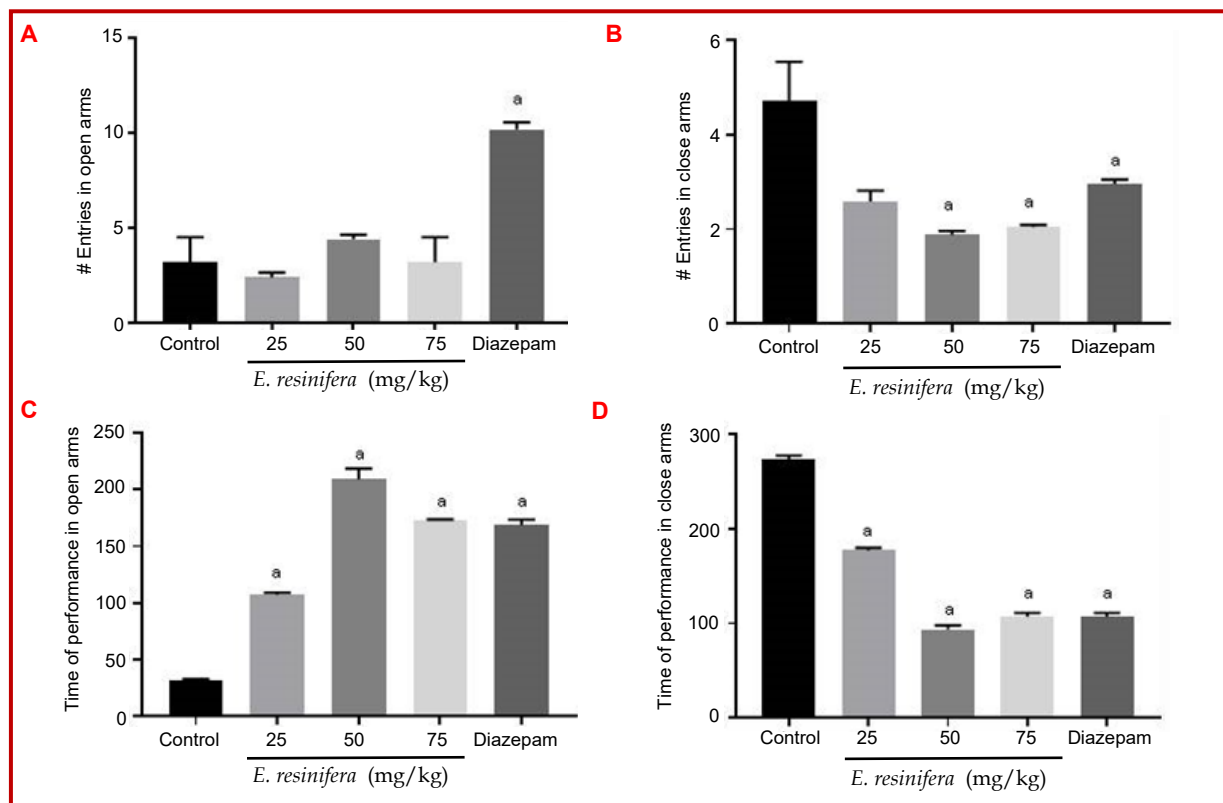 A
# Entries in open arms
15
10
5
0
a
Control 25 50 75 Diazepam
E. resinifera (mg/kg)
B
# Entries in close arms
6
4
2
0
a a a
Control 25 50 75 Diazepam
E. resinifera (mg/kg)
C
Time of performance in open arms
250
200
150
100
50
0
a a a a
Control 25 50 75 Diazepam
E. resinifera (mg/kg)
D
Time of performance in close arms
300
200
100
0
a a a a
Control 25 50 75 Diazepam
E. resinifera (mg/kg)